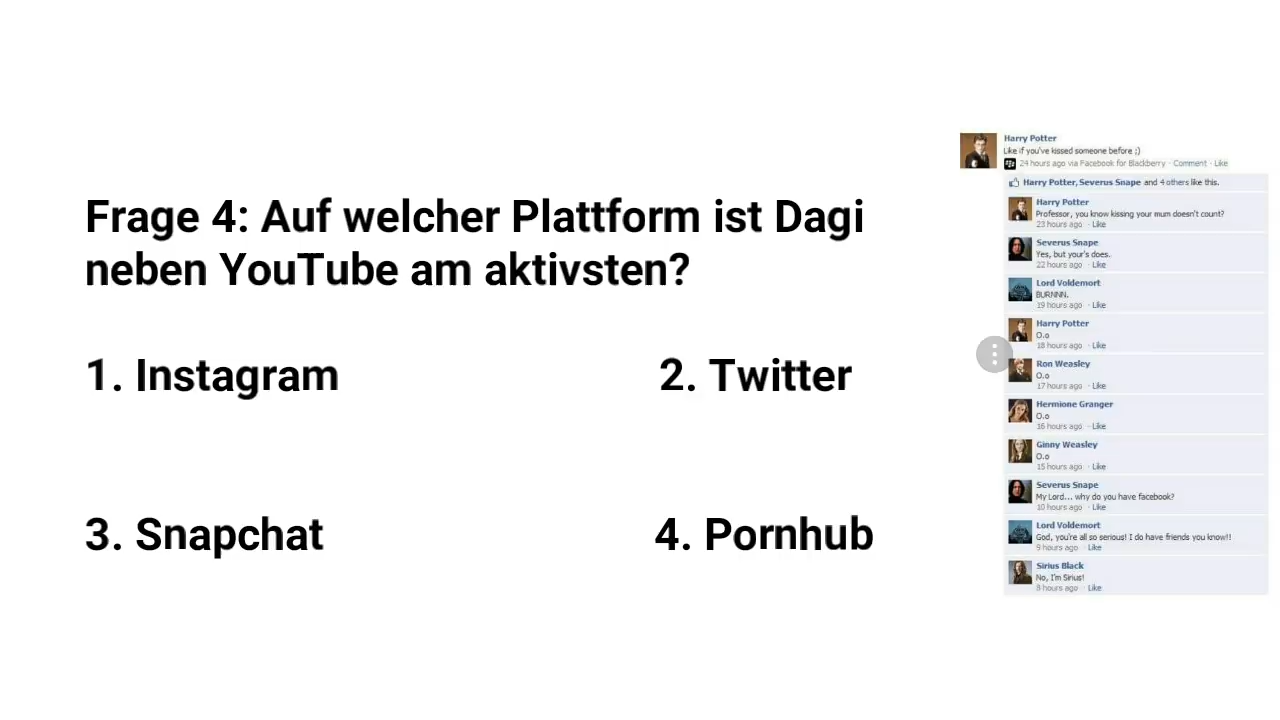 Frage 4: Auf welcher Plattform ist Dagi
neben YouTube am aktivsten?
1. Instagram
2. Twitter
3. Snapchat
4. Pornhub
Harry Potter
Like if you've kissed someone before ;)
24 hours ago via Facebook for Blackberry · Comment · Like
Harry Potter, Severus Snape and 4 others like this.
Harry Potter
Professor, you know kissing your mum doesn't count?
23 hours ago · Like
Severus Snape
Yes, but your's does.
22 hours ago · Like
Lord Voldemort
BURNNN.
19 hours ago · Like
Harry Potter
O.o
18 hours ago · Like
Ron Weasley
O.o
17 hours ago · Like
Hermione Granger
O.o
16 hours ago · Like
Ginny Weasley
O.o
15 hours ago · Like
Severus Snape
My Lord... why do you have facebook?
10 hours ago · Like
Lord Voldemort
God, you're all so serious! I do have friends you know!!
9 hours ago · Like
Sirius Black
No, I'm Sirius!
8 hours ago · Like